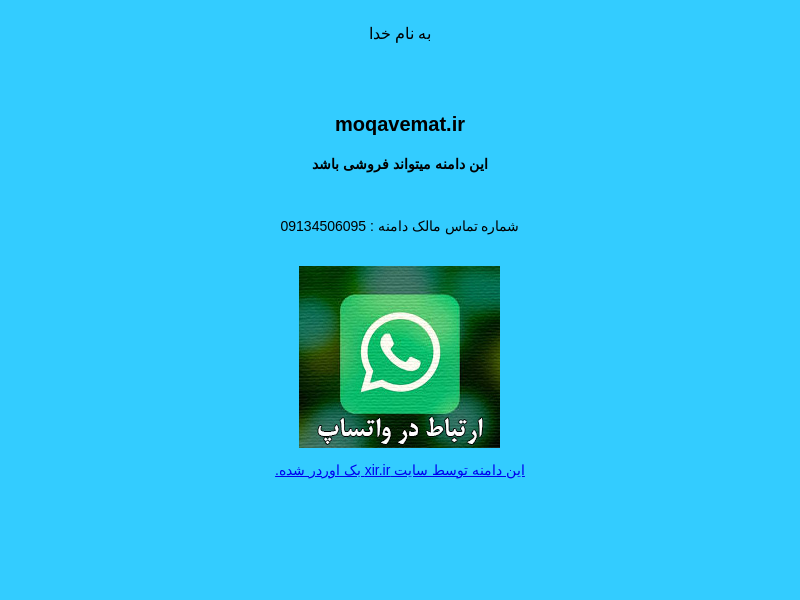 به نام خدا
moqavemat.ir
این دامنه میتواند فروشی باشد
شماره تماس مالک دامنه : 09134506095
ارتباط در واتساپ
این دامنه توسط سایت xir.ir بک اوردر شده.